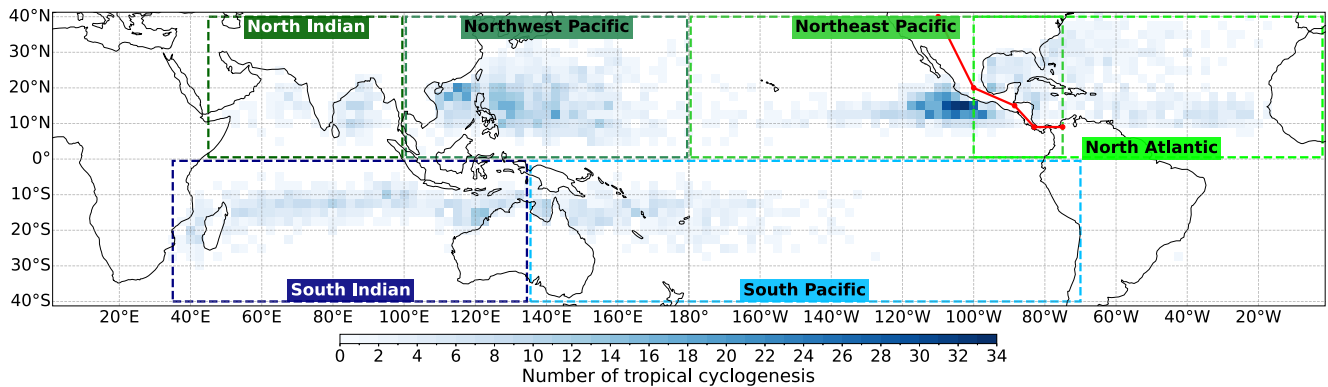 North Indian
Northwest Pacific
Northeast Pacific
North Atlantic
South Indian
South Pacific
40°N
30°N
20°N
10°N
0°
10°S
20°S
30°S
40°S
20°E 40°E 60°E 80°E 100°E 120°E 140°E 160°E 180° 160°W 140°W 120°W 100°W 80°W 60°W 40°W 20°W
0 2 4 6 8 10 12 14 16 18 20 22 24 26 28 30 32 34
Number of tropical cyclogenesis